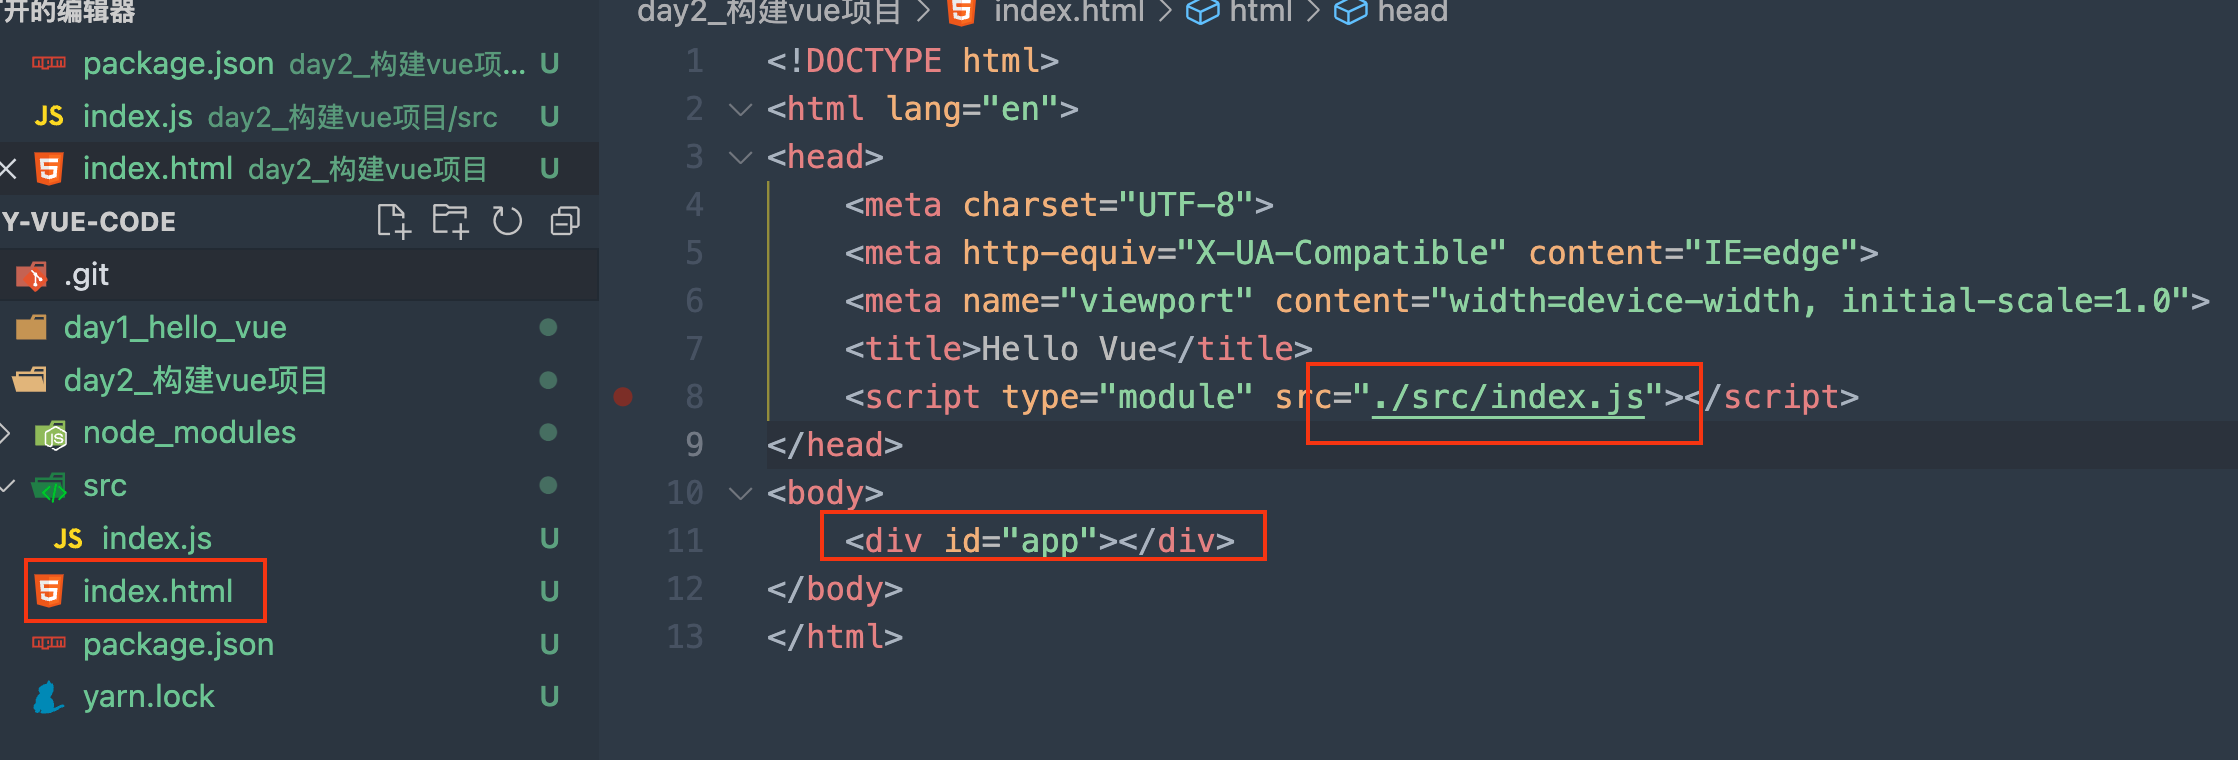 开的编辑器
package.json day2_构建vue项...  U
JS index.js day2_构建vue项目/src U
index.html day2_构建vue项目 U
Y-VUE-CODE
.git
day1_hello_vue
day2_构建vue项目
node_modules
src
JS index.js U
index.html U
package.json U
yarn.lock U
day2_构建vue项目 > index.html > html > head
1 <!DOCTYPE html>
2 <html lang="en">
3 <head>
4 <meta charset="UTF-8">
5 <meta http-equiv="X-UA-Compatible" content="IE=edge">
6 <meta name="viewport" content="width=device-width, initial-scale=1.0">
7 <title>Hello Vue</title>
8 <script type="module" src="./src/index.js"></script>
9 </head>
10 <body>
11 <div id="app"></div>
12 </body>
13 </html>